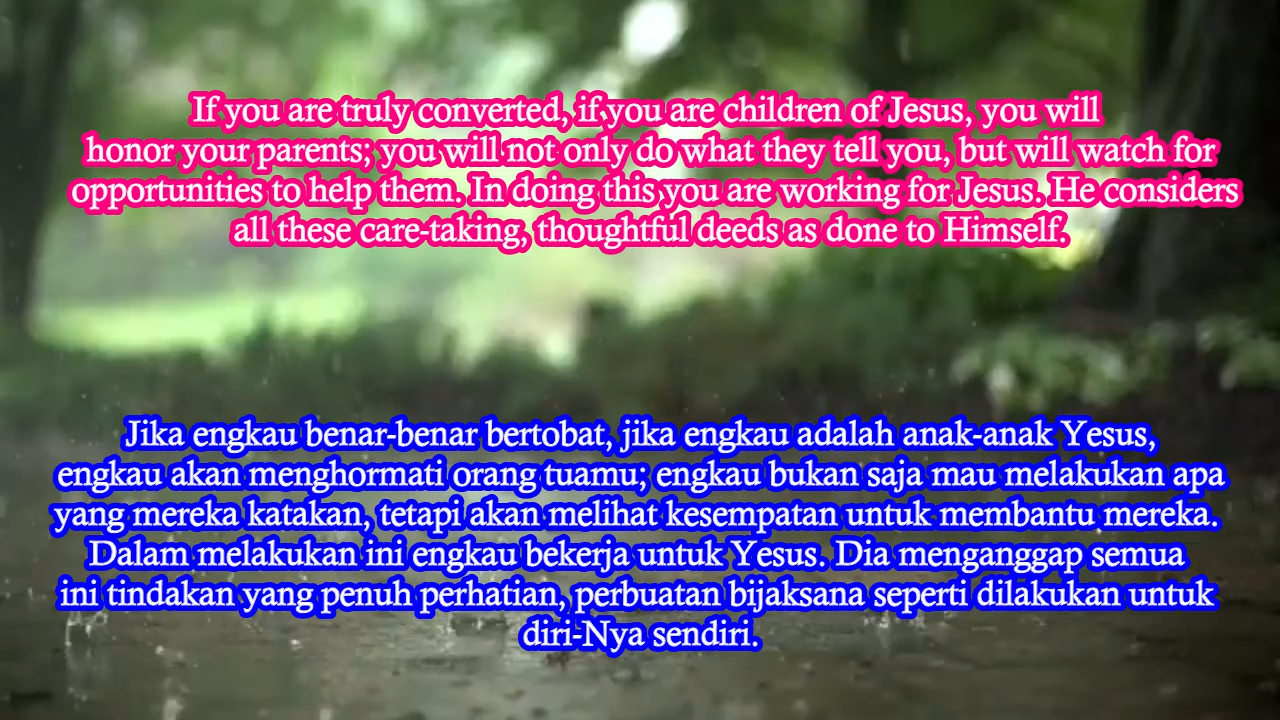 If you are truly converted, if you are children of Jesus, you will
honor your parents; you will not only do what they tell you, but will watch for
opportunities to help them. In doing this you are working for Jesus. He considers
all these care-taking, thoughtful deeds as done to Himself.
Jika engkau benar-benar bertobat, jika engkau adalah anak-anak Yesus,
engkau akan menghormati orang tuamu; engkau bukan saja mau melakukan apa
yang mereka katakan, tetapi akan melihat kesempatan untuk membantu mereka.
Dalam melakukan ini engkau bekerja untuk Yesus. Dia menganggap semua
ini tindakan yang penuh perhatian, perbuatan bijaksana seperti dilakukan untuk
diri-Nya sendiri.